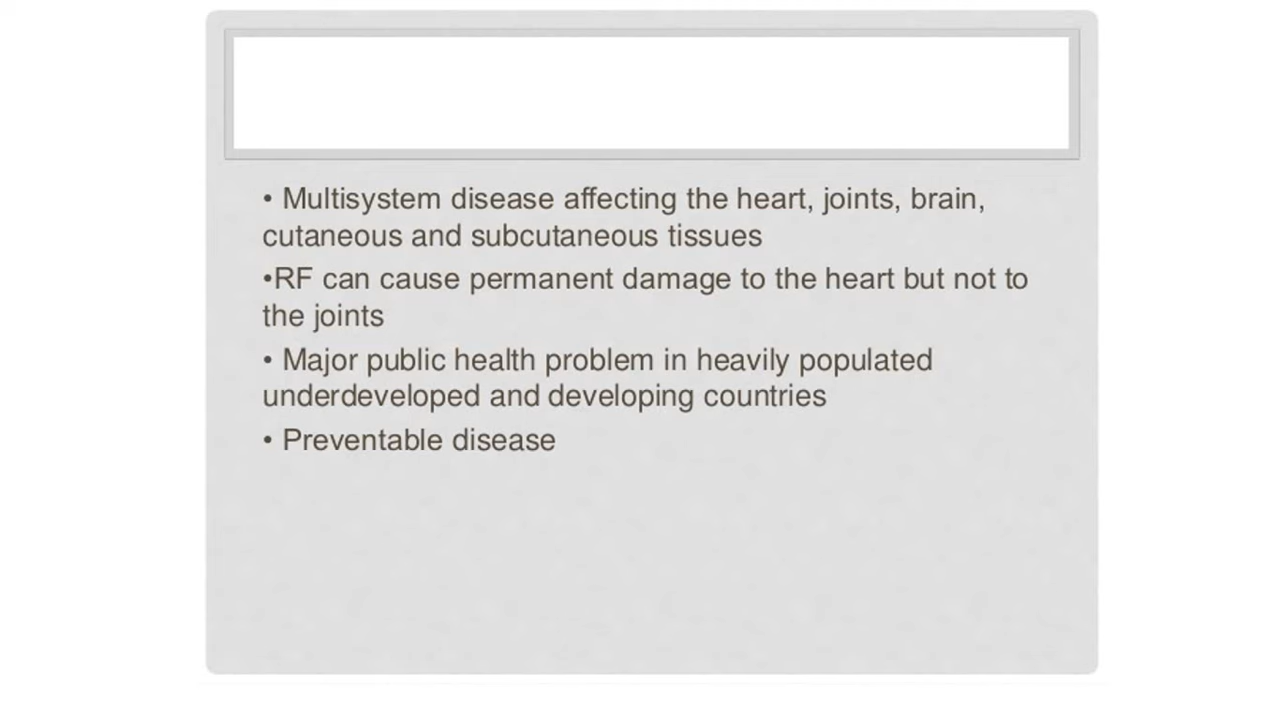 • Multisystem disease affecting the heart, joints, brain,
cutaneous and subcutaneous tissues
•RF can cause permanent damage to the heart but not to
the joints
• Major public health problem in heavily populated
underdeveloped and developing countries
• Preventable disease